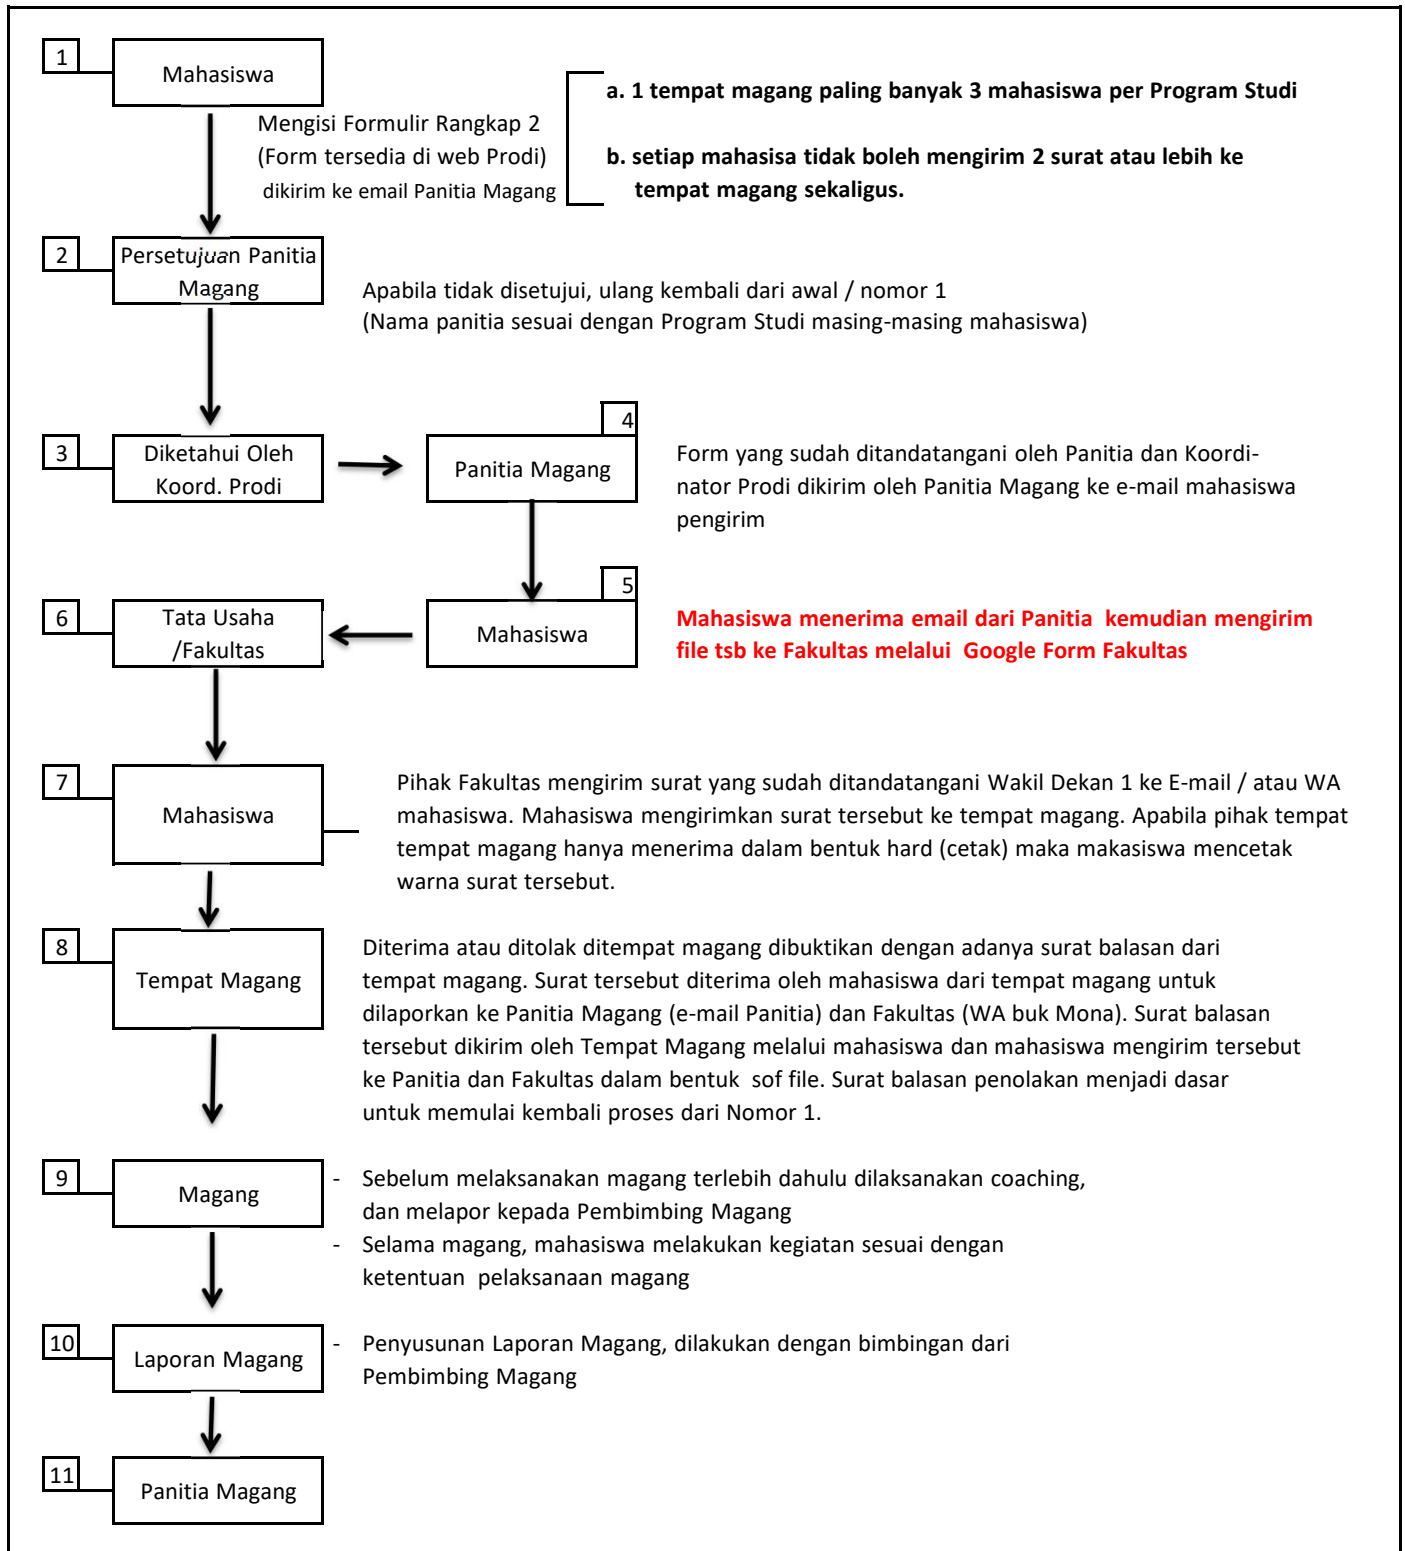 1
Mahasiswa
Mengisi Formulir Rangkap 2
(Form tersedia di web Prodi)
dikirim ke email Panitia Magang
a. 1 tempat magang paling banyak 3 mahasiswa per Program Studi
b. setiap mahasisa tidak boleh mengirim 2 surat atau lebih ke
tempat magang sekaligus.
2
Persetujuan Panitia
Magang
Apabila tidak disetujui, ulang kembali dari awal / nomor 1
(Nama panitia sesuai dengan Program Studi masing-masing mahasiswa)
3
Diketahui Oleh
Koord. Prodi
4
Panitia Magang
Form yang sudah ditandatangani oleh Panitia dan Koordi-
nator Prodi dikirim oleh Panitia Magang ke e-mail mahasiswa
pengirim
5
Mahasiswa
Mahasiswa menerima email dari Panitia  kemudian mengirim
file tsb ke Fakultas melalui  Google Form Fakultas
6
Tata Usaha
/Fakultas
7
Mahasiswa
Pihak Fakultas mengirim surat yang sudah ditandatangani Wakil Dekan 1 ke E-mail / atau WA
mahasiswa. Mahasiswa mengirimkan surat tersebut ke tempat magang. Apabila pihak tempat
tempat magang hanya menerima dalam bentuk hard (cetak) maka makasiswa mencetak
warna surat tersebut.
8
Tempat Magang
Diterima atau ditolak ditempat magang dibuktikan dengan adanya surat balasan dari
tempat magang. Surat tersebut diterima oleh mahasiswa dari tempat magang untuk
dilaporkan ke Panitia Magang (e-mail Panitia) dan Fakultas (WA buk Mona). Surat balasan
tersebut dikirim oleh Tempat Magang melalui mahasiswa dan mahasiswa mengirim tersebut
ke Panitia dan Fakultas dalam bentuk  sof file. Surat balasan penolakan menjadi dasar
untuk memulai kembali proses dari Nomor 1.
9
Magang
- Sebelum melaksanakan magang terlebih dahulu dilaksanakan coaching,
dan melapor kepada Pembimbing Magang
- Selama magang, mahasiswa melakukan kegiatan sesuai dengan
ketentuan  pelaksanaan magang
10
Laporan Magang
- Penyusunan Laporan Magang, dilakukan dengan bimbingan dari
Pembimbing Magang
11
Panitia Magang